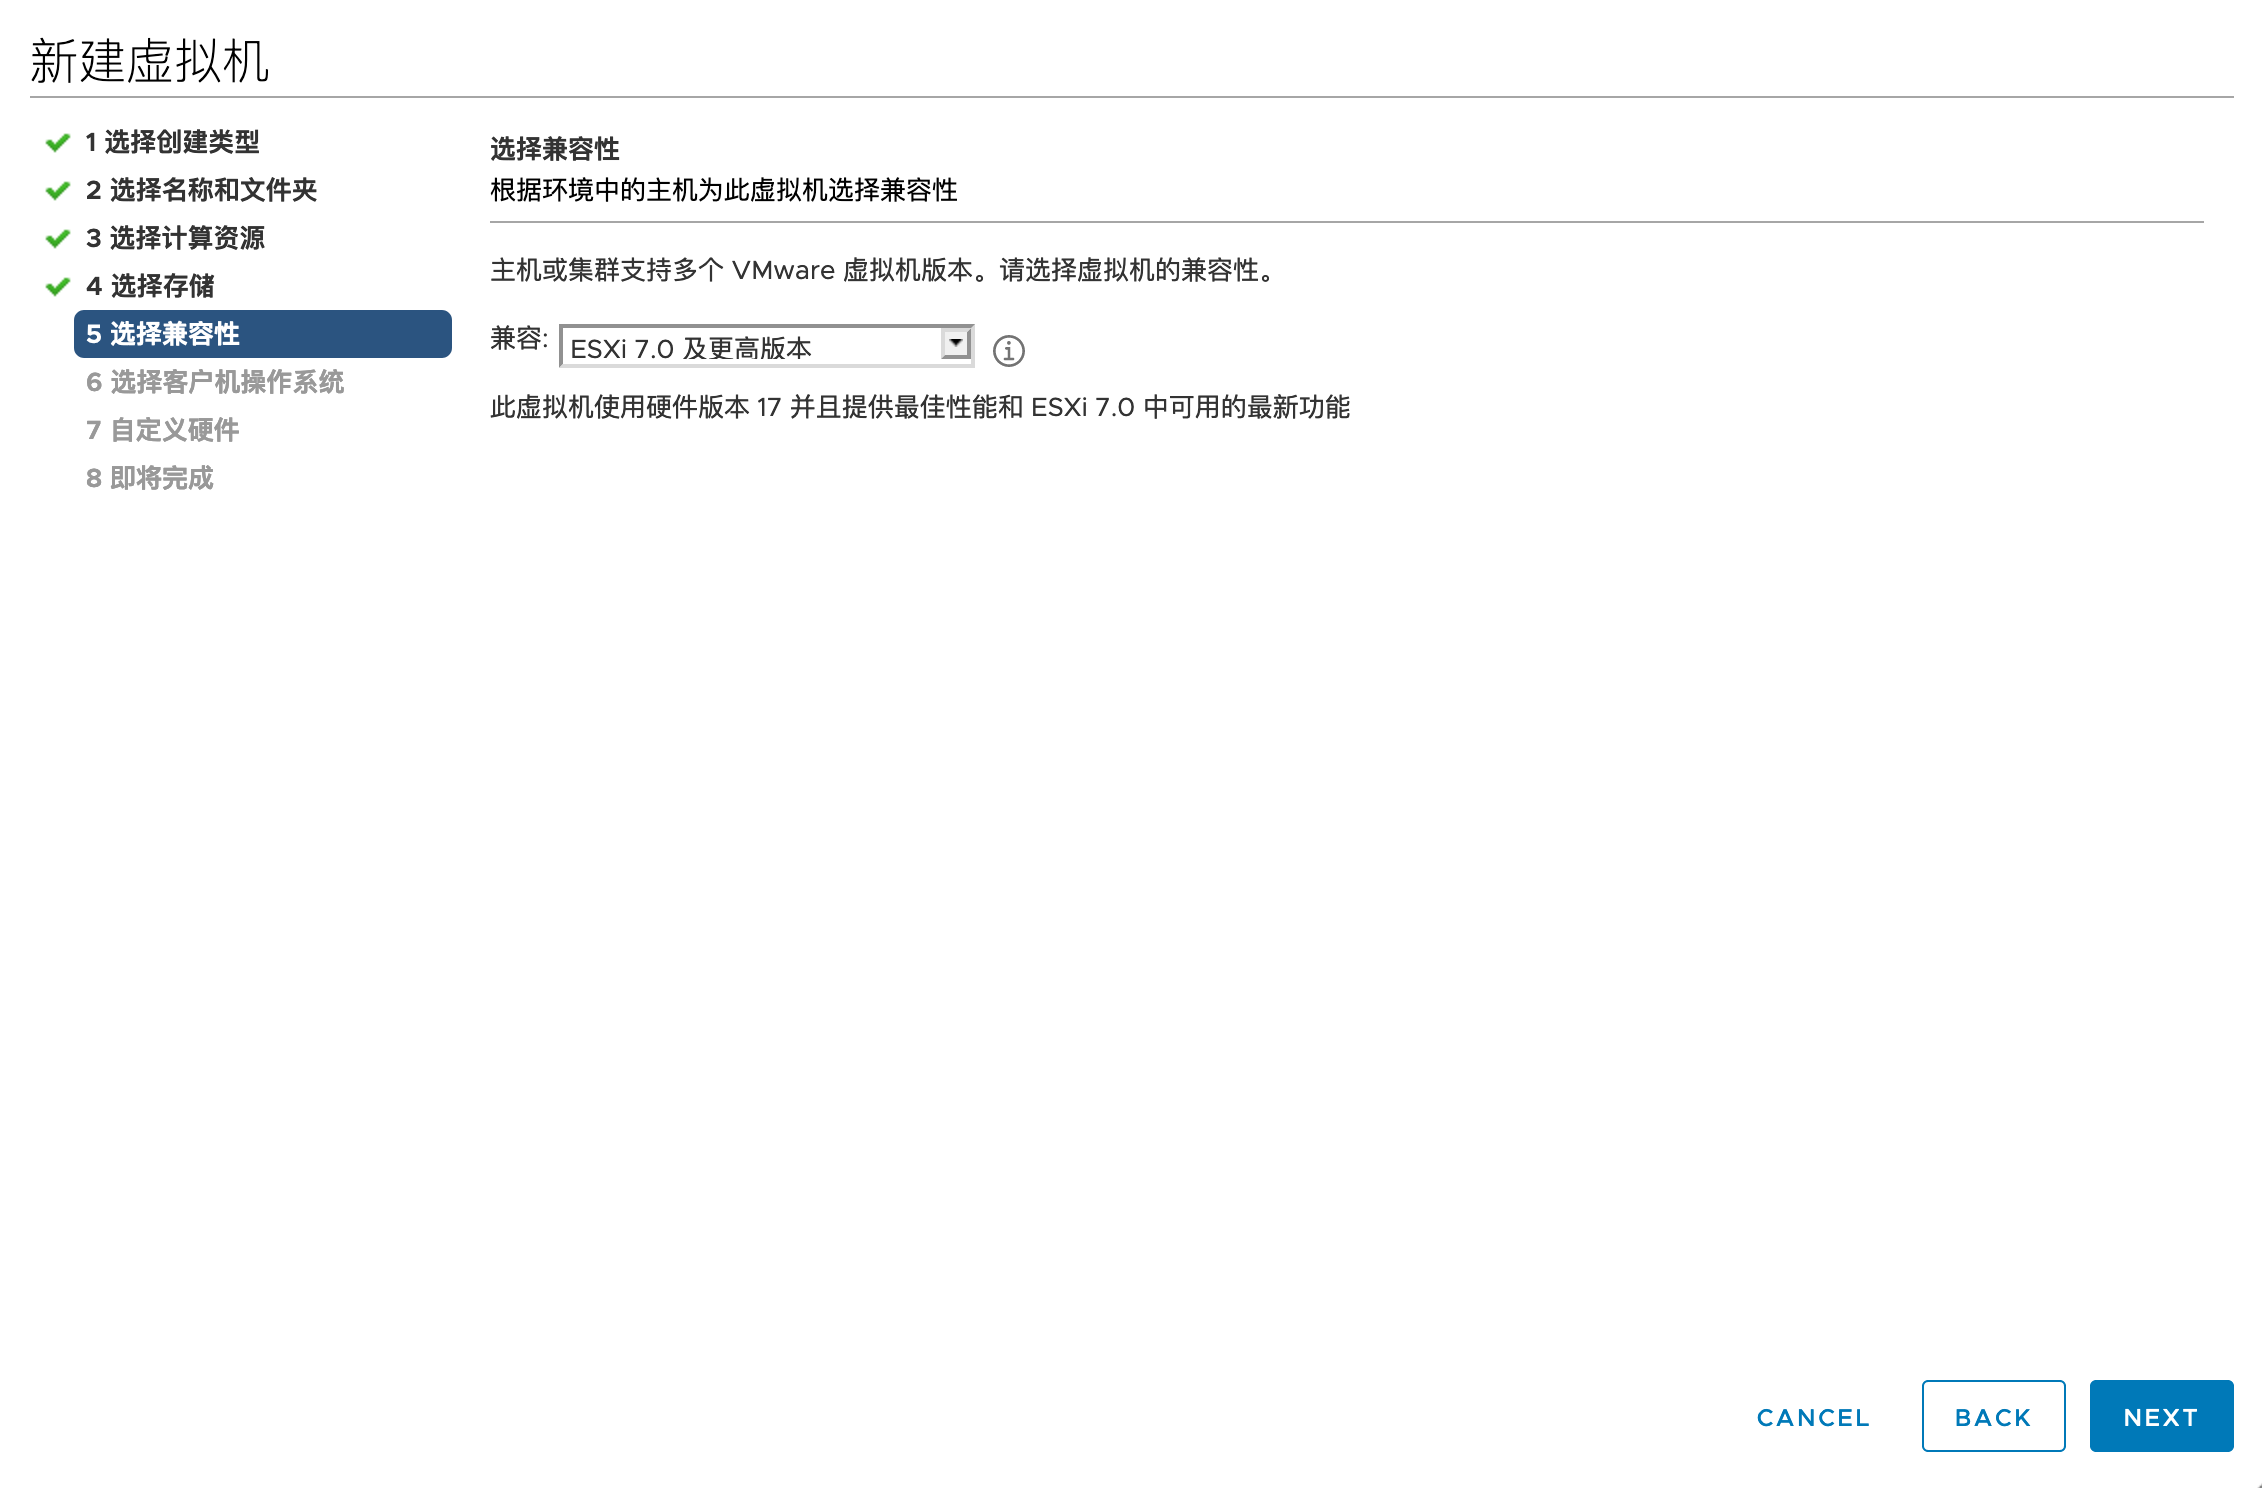 新建虚拟机
1 选择创建类型
2 选择名称和文件夹
3 选择计算资源
4 选择存储
5 选择兼容性
6 选择客户机操作系统
7 自定义硬件
8 即将完成
选择兼容性
根据环境中的主机为此虚拟机选择兼容性
主机或集群支持多个 VMware 虚拟机版本。请选择虚拟机的兼容性。
兼容: ESXi 7.0 及更高版本
此虚拟机使用硬件版本 17 并且提供最佳性能和 ESXi 7.0 中可用的最新功能
CANCEL BACK NEXT